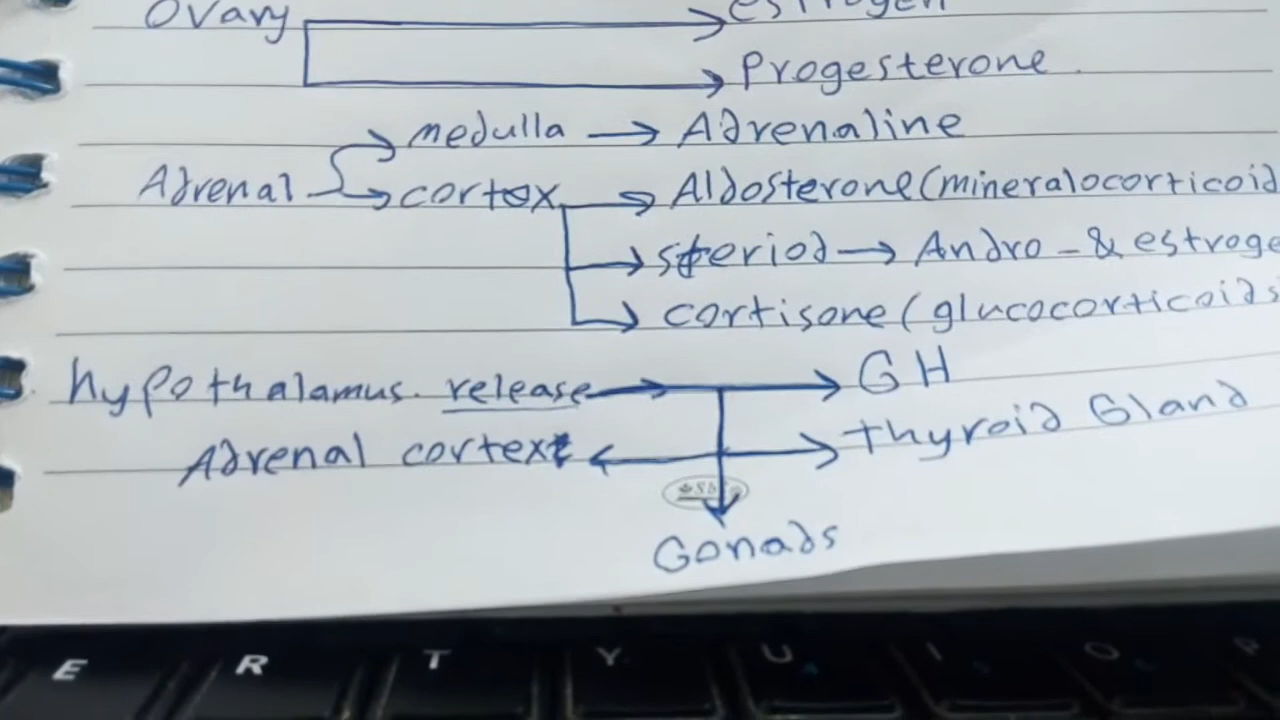 Ovary → estrogen
→ Progesterone
medulla → Adrenaline
Adrenal → cortex → Aldosterone (mineralocorticoid
→ steriod → Andro - & estroge
→ cortisone (glucocorticoids
hypothalamus. release → GH
Adrenal cortex ← → thyroid Gland
Gonads
E R T Y U I O P